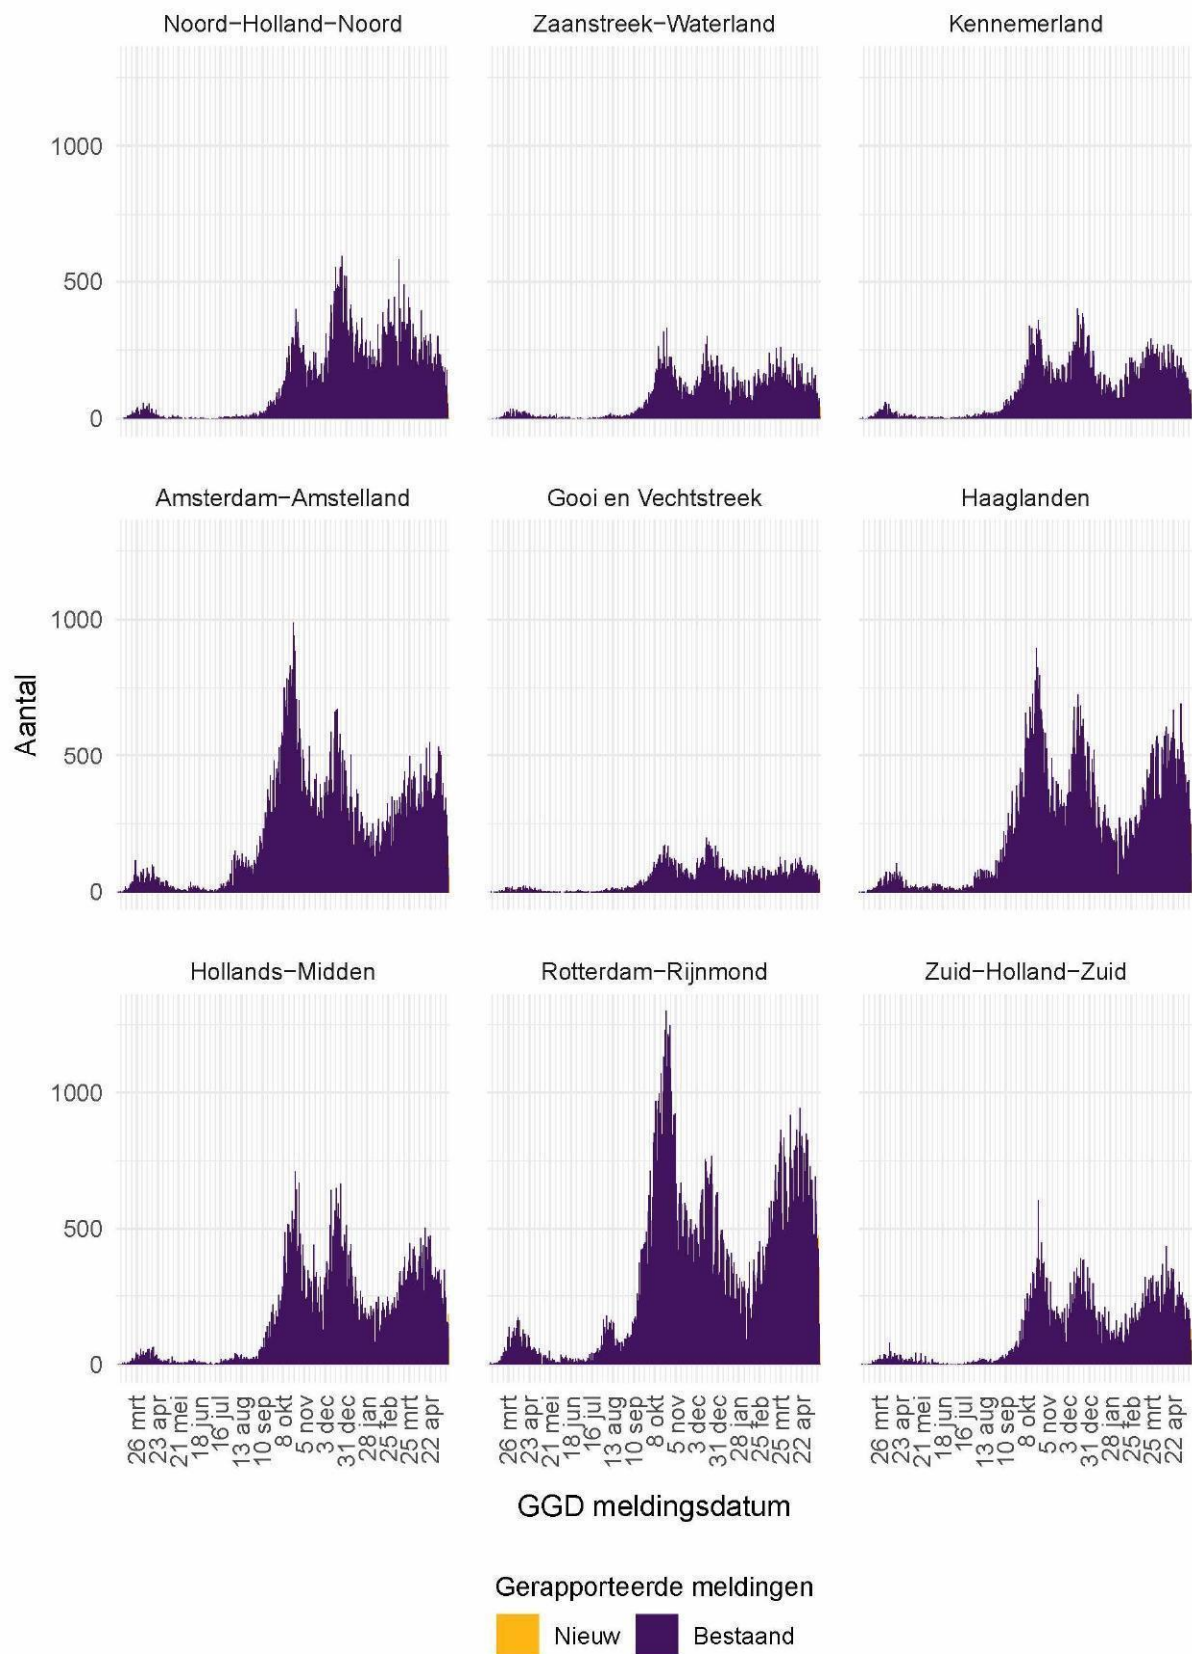 Noord-Holland-Noord Zaanstreek-Waterland Kennemerland
1000
500
0
Amsterdam-Amstelland Gooi en Vechtstreek Haaglanden
1000
500
0
Aantal
Hollands-Midden Rotterdam-Rijnmond Zuid-Holland-Zuid
1000
500
0
26 mrt 23 apr 21 mei 18 jun 16 jul 13 aug 10 sep 8 okt 5 nov 3 dec 31 dec 28 jan 25 feb 25 mrt 22 apr
26 mrt 23 apr 21 mei 18 jun 16 jul 13 aug 10 sep 8 okt 5 nov 3 dec 31 dec 28 jan 25 feb 25 mrt 22 apr
26 mrt 23 apr 21 mei 18 jun 16 jul 13 aug 10 sep 8 okt 5 nov 3 dec 31 dec 28 jan 25 feb 25 mrt 22 apr
GGD meldingsdatum
Gerapporteerde meldingen
Nieuw Bestaand